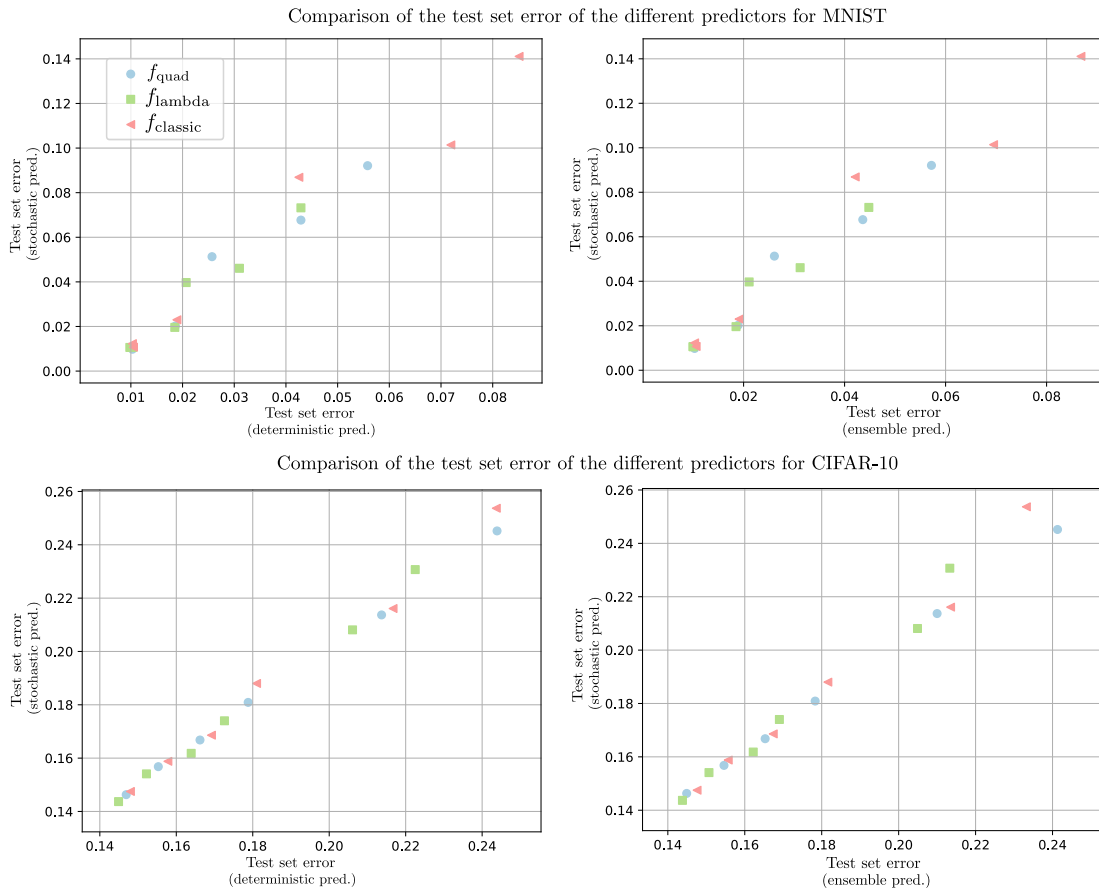 Comparison of the test set error of the different predictors for MNIST
0.14
0.12
0.10
0.08
0.06
0.04
0.02
0.00
Test set error
(stochastic pred.)
f_quad
f_lambda
f_classic
0.01 0.02 0.03 0.04 0.05 0.06 0.07 0.08
Test set error
(deterministic pred.)
0.14
0.12
0.10
0.08
0.06
0.04
0.02
0.00
Test set error
(stochastic pred.)
0.02 0.04 0.06 0.08
Test set error
(ensemble pred.)
Comparison of the test set error of the different predictors for CIFAR-10
0.26
0.24
0.22
0.20
0.18
0.16
0.14
Test set error
(stochastic pred.)
0.14 0.16 0.18 0.20 0.22 0.24
Test set error
(deterministic pred.)
0.26
0.24
0.22
0.20
0.18
0.16
0.14
Test set error
(stochastic pred.)
0.14 0.16 0.18 0.20 0.22 0.24
Test set error
(ensemble pred.)